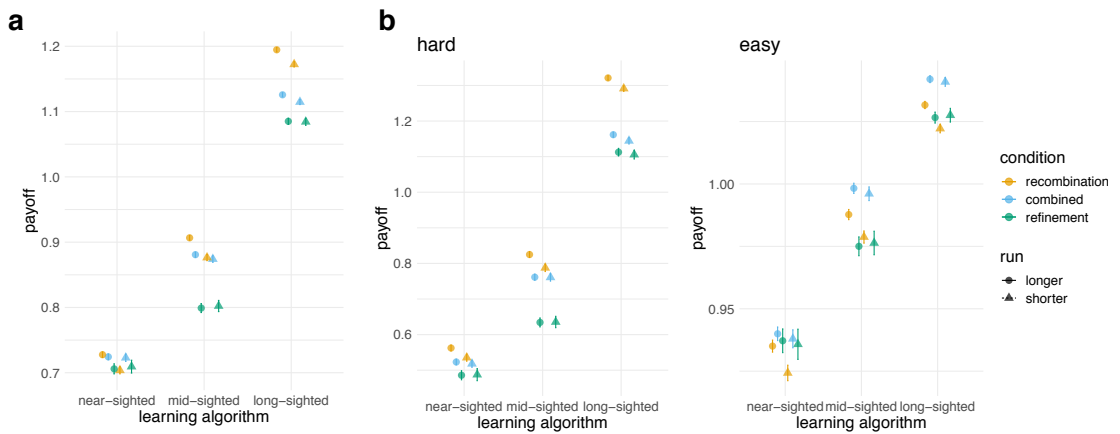 a
1.2
1.1
1.0
0.9
0.8
0.7
payoff
near−sighted mid−sighted long−sighted
learning algorithm
b
hard
1.2
1.0
0.8
0.6
payoff
near−sighted mid−sighted long−sighted
learning algorithm
easy
1.00
0.95
payoff
near−sighted mid−sighted long−sighted
learning algorithm
condition
recombination
combined
refinement
run
longer
shorter